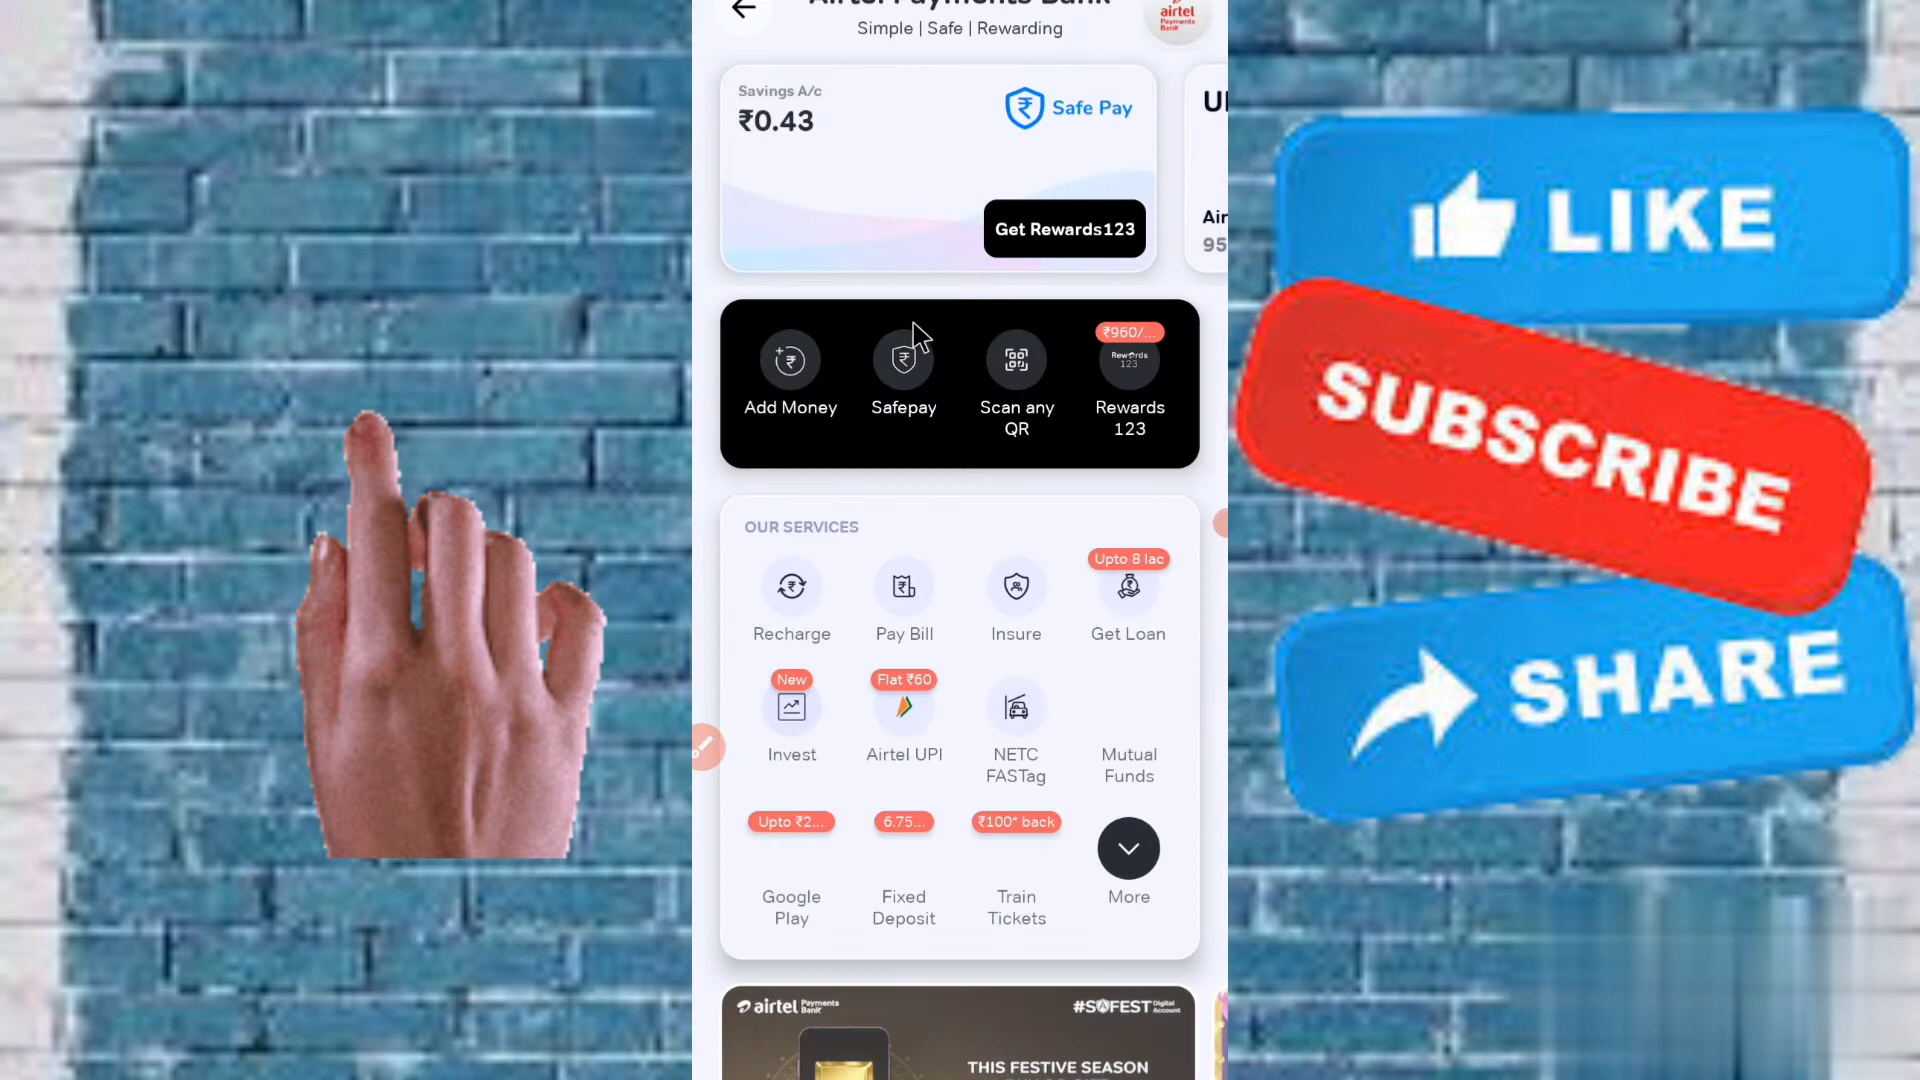 Airtel Payments Bank
airtel
Payments
Bank
Simple | Safe | Rewarding
Savings A/c
₹0.43
Safe Pay
Get Rewards123
Air
95
₹960/...
Rewards
123
Add Money
Safepay
Scan any
QR
Rewards
123
OUR SERVICES
Upto 8 lac
Recharge
Pay Bill
Insure
Get Loan
New
Flat ₹60
Invest
Airtel UPI
NETC
FASTag
Mutual
Funds
Upto ₹2...
6.75...
₹100* back
Google
Play
Fixed
Deposit
Train
Tickets
More
airtel Payments
Bank
#SAFEST Digital
Account
THIS FESTIVE SEASON
LIKE
SUBSCRIBE
SHARE